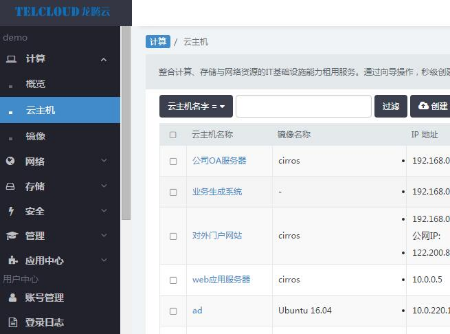 TELCLOUD 龙腾云
demo
计算
概览
云主机
镜像
网络
存储
安全
管理
应用中心
用户中心
账号管理
登录日志
计算 / 云主机
整合计算、存储与网络资源的IT基础设施能力租用服务。通过向导操作，秒级创建
云主机名字 = 过滤 创建
云主机名称 镜像名称 IP 地址
公司OA服务器 cirros • 192.168.0
业务生成系统 - • 192.168.0
• 192.168.0
对外门户网站 cirros 公网IP:
• 122.200.8
web应用服务器 cirros • 10.0.0.5
ad Ubuntu 16.04 • 10.0.220.1